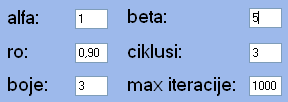 alfa: 1 beta: 5
ro: 0,90 ciklusi: 3
boje: 3 max iteracije: 1000